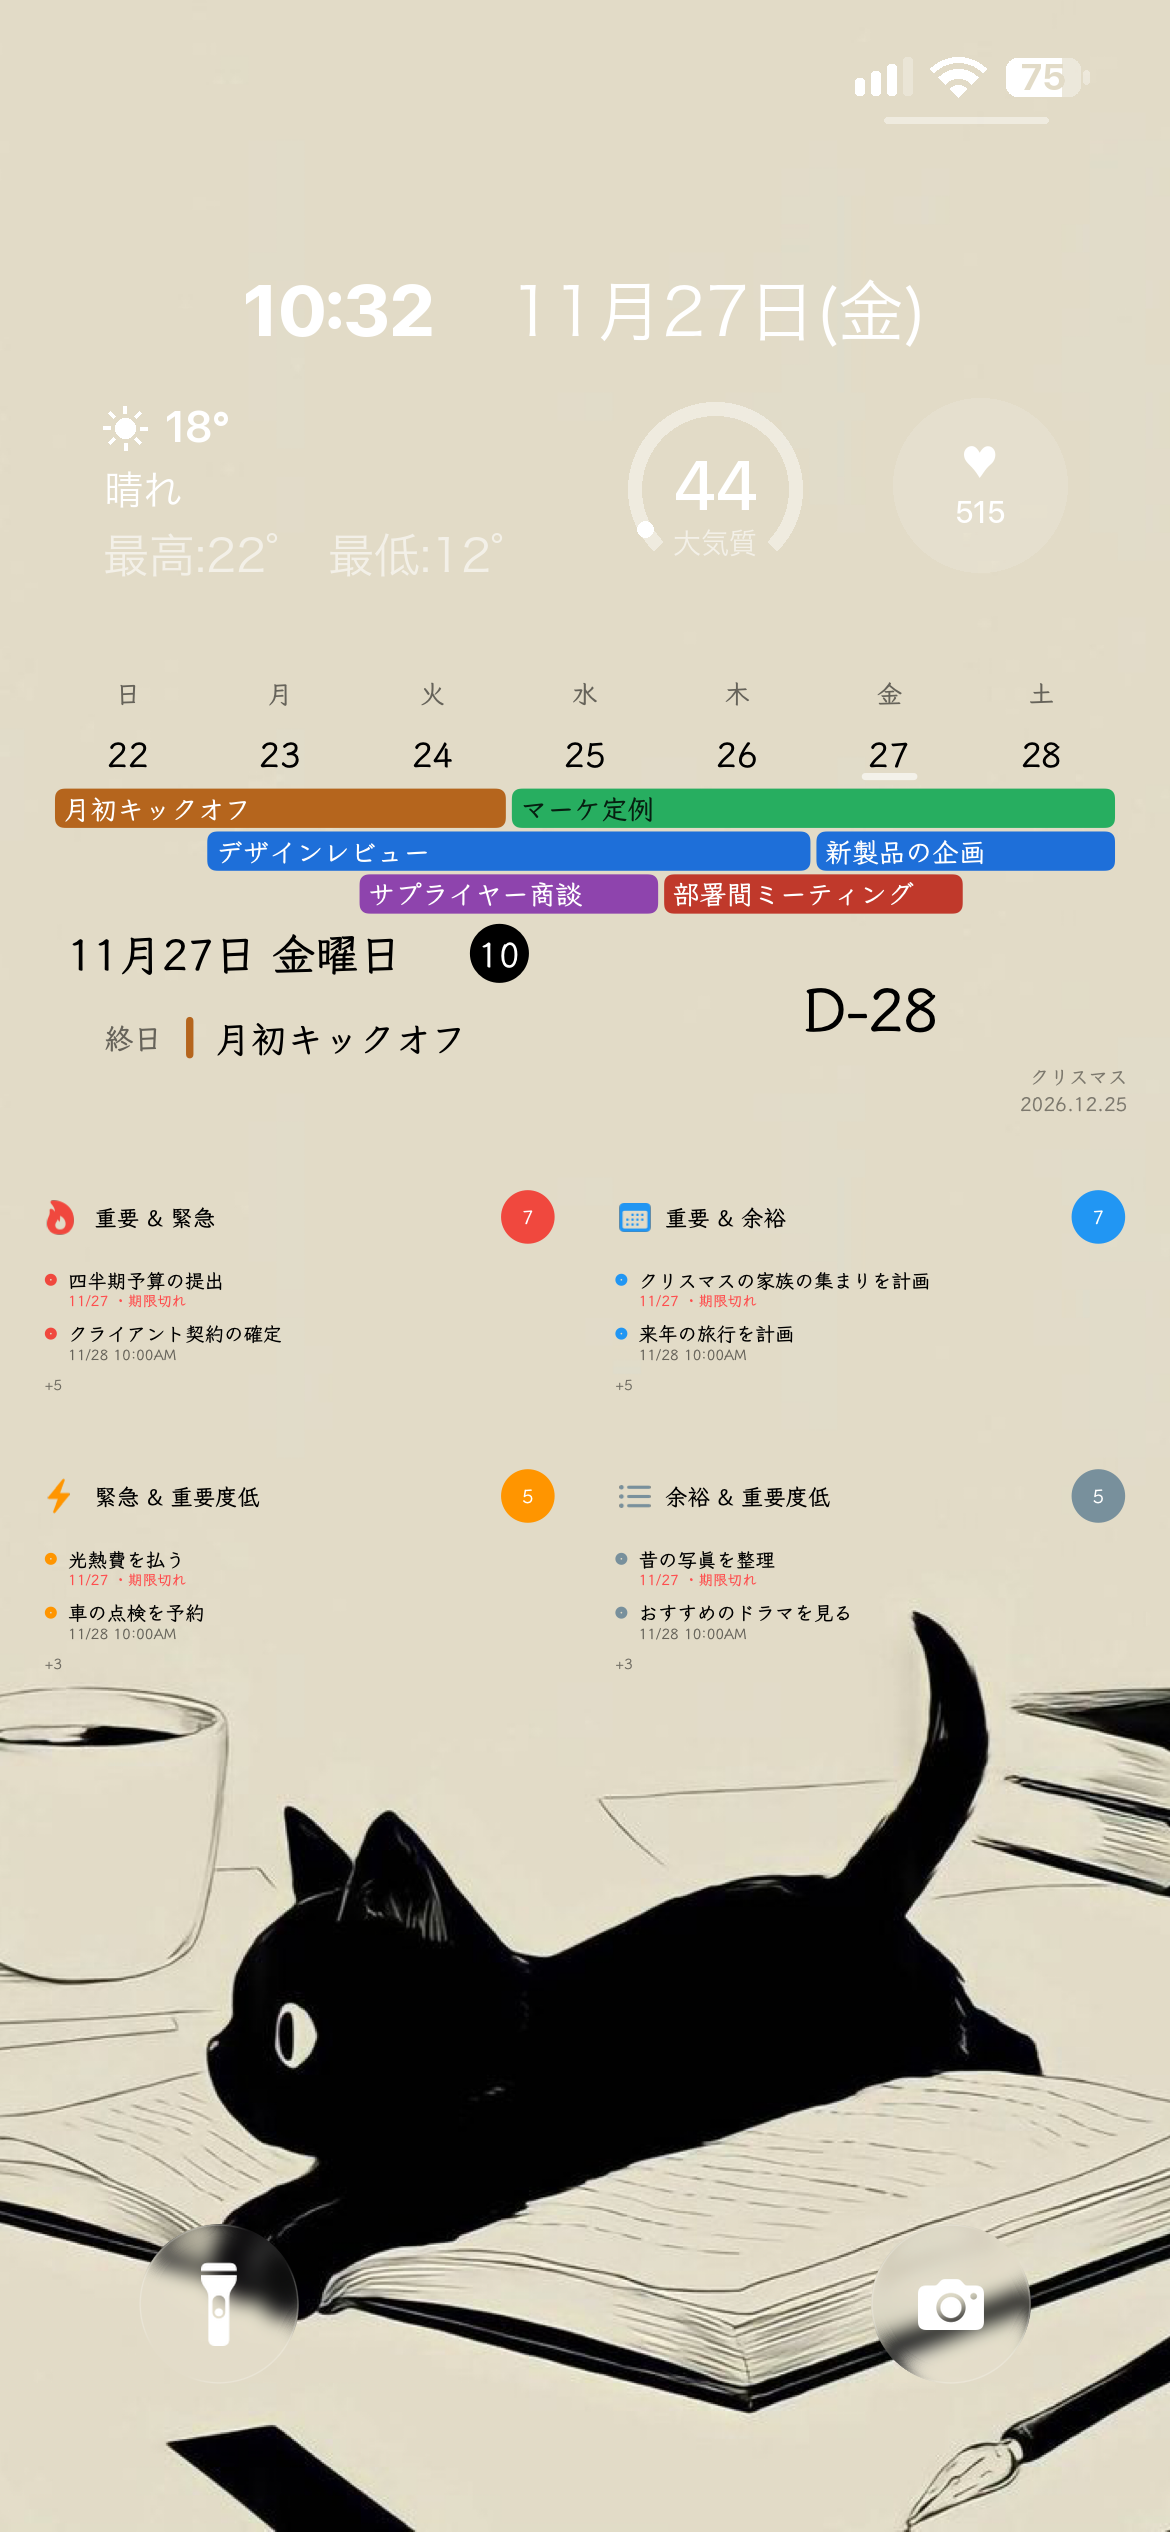 75
10:32 11月27日(金)
18°
晴れ
最高:22° 最低:12°
44
大気質
515
日 月 火 水 木 金 土
22 23 24 25 26 27 28
月初キックオフ マーケ定例
デザインレビュー 新製品の企画
サプライヤー商談 部署間ミーティング
11月27日 金曜日 10
終日 月初キックオフ
D-28
クリスマス
2026.12.25
重要 & 緊急 7
四半期予算の提出
11/27 ・期限切れ
クライアント契約の確定
11/28 10:00AM
+5
重要 & 余裕 7
クリスマスの家族の集まりを計画
11/27 ・期限切れ
来年の旅行を計画
11/28 10:00AM
+5
緊急 & 重要度低 5
光熱費を払う
11/27 ・期限切れ
車の点検を予約
11/28 10:00AM
+3
余裕 & 重要度低 5
昔の写真を整理
11/27 ・期限切れ
おすすめのドラマを見る
11/28 10:00AM
+3